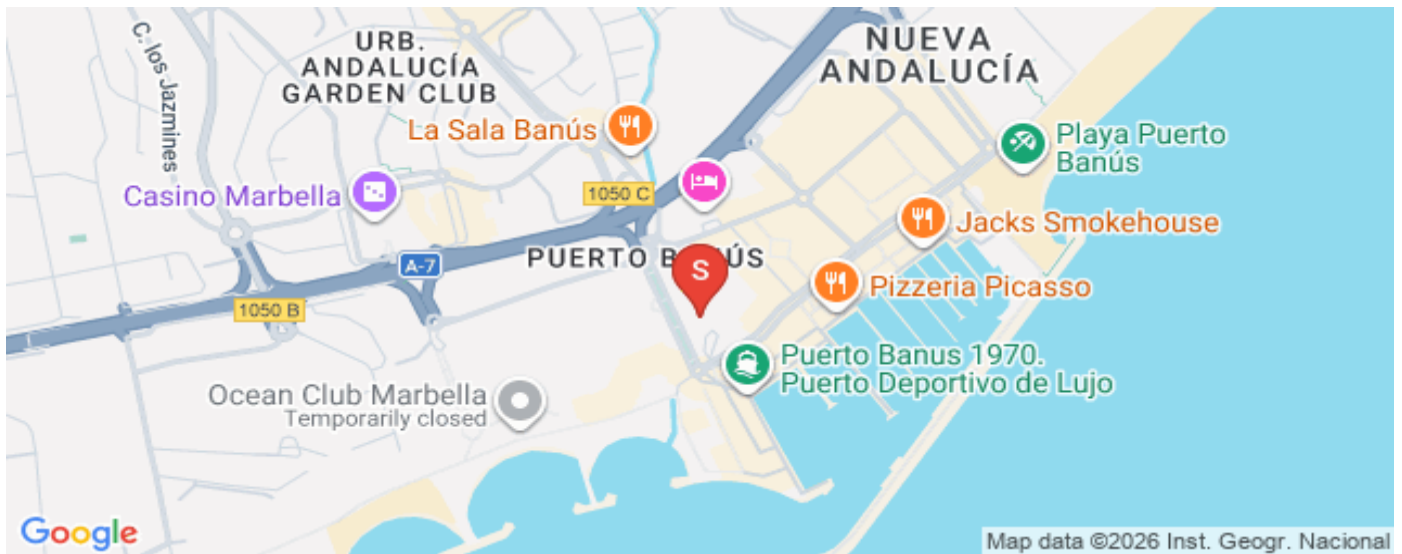 C. los Jazmines
URB.
ANDALUCÍA
GARDEN CLUB
NUEVA
ANDALUCÍA
La Sala Banús
Playa Puerto
Banús
Casino Marbella
1050 C
Jacks Smokehouse
PUERTO B
ÚS
A-7
S
Pizzeria Picasso
1050 B
Puerto Banus 1970.
Puerto Deportivo de Lujo
Ocean Club Marbella
Temporarily closed
Google
Map data ©2026 Inst. Geogr. Nacional